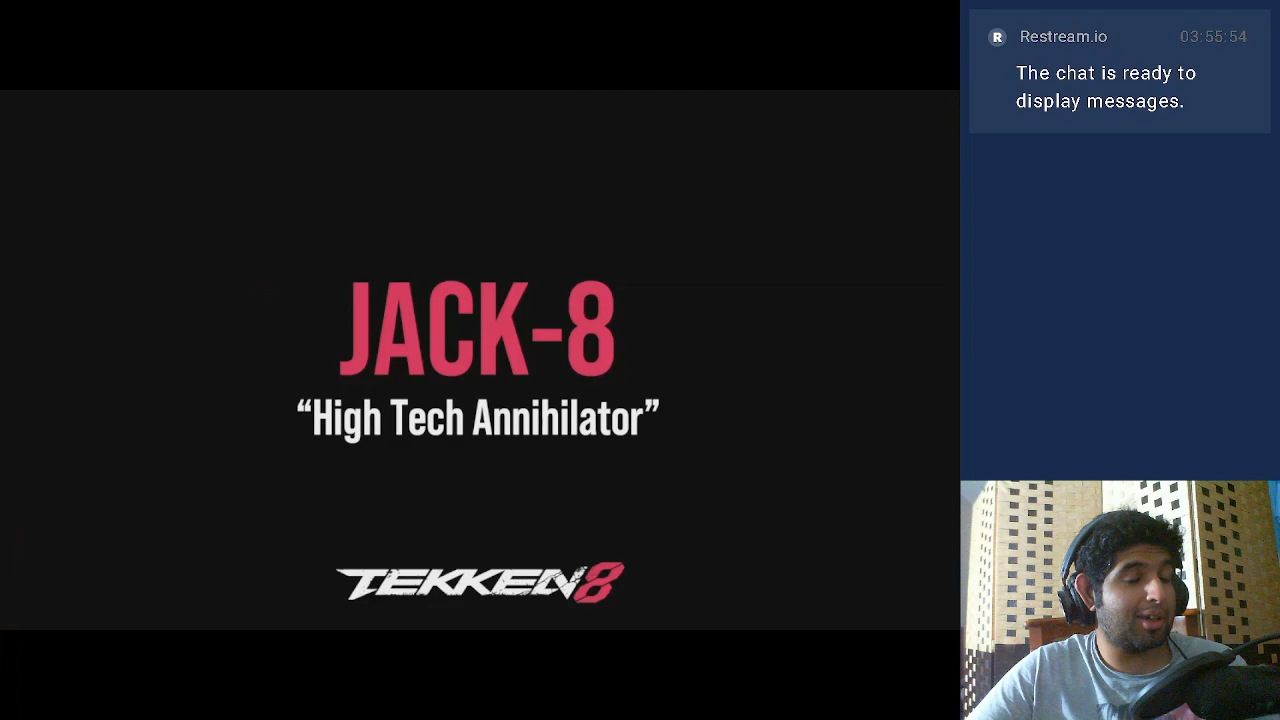 JACK-8
“High Tech Annihilator”
TEKKEN 8
R Restream.io 03:55:54
The chat is ready to
display messages.